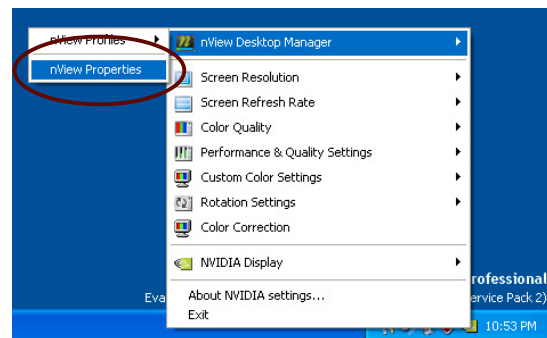 nView Profiles
nView Properties
nView Desktop Manager
Screen Resolution
Screen Refresh Rate
Color Quality
Performance & Quality Settings
Custom Color Settings
Rotation Settings
Color Correction
NVIDIA Display
About NVIDIA settings...
Exit
rofessional
Eva
ervice Pack 2)
10:53 PM